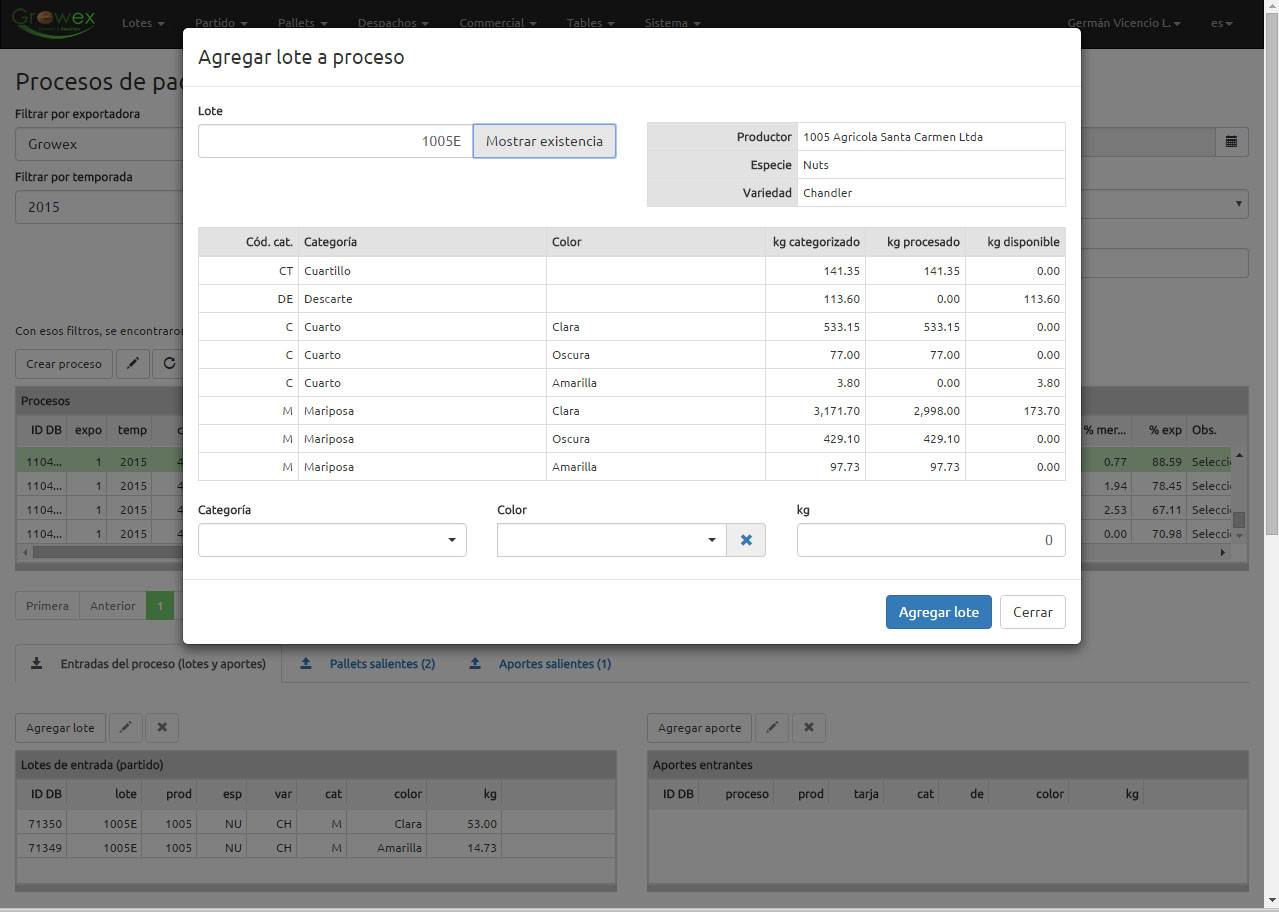 Growex
Lotes Partido Pallets Despachos Commercial Tables Sistema Germán Vicencio L. es
Agregar lote a proceso
Procesos de pac
Filtrar por exportadora
Growex
Filtrar por temporada
2015
Lote
1005E Mostrar existencia
Productor 1005 Agricola Santa Carmen Ltda
Especie Nuts
Variedad Chandler
Cód. cat. Categoría Color kg categorizado kg procesado kg disponible
CT Cuartillo 141.35 141.35 0.00
DE Descarte 113.60 0.00 113.60
C Cuarto Clara 533.15 533.15 0.00
C Cuarto Oscura 77.00 77.00 0.00
C Cuarto Amarilla 3.80 0.00 3.80
M Mariposa Clara 3,171.70 2,998.00 173.70
M Mariposa Oscura 429.10 429.10 0.00
M Mariposa Amarilla 97.73 97.73 0.00
Categoría Color kg
0
Agregar lote Cerrar
Con esos filtros, se encontraron
Crear proceso
Procesos
ID DB expo temp c % mer... % exp Obs.
1104... 1 2015 4 0.77 88.59 Selecci
1104... 1 2015 4 1.94 78.45 Selecci
1104... 1 2015 4 2.53 67.11 Selecci
1104... 1 2015 4 0.00 70.98 Selecci
Primera Anterior 1
Entradas del proceso (lotes y aportes) Pallets salientes (2) Aportes salientes (1)
Agregar lote
Lotes de entrada (partido)
ID DB lote prod esp var cat color kg
71350 1005E 1005 NU CH M Clara 53.00
71349 1005E 1005 NU CH M Amarilla 14.73
Agregar aporte
Aportes entrantes
ID DB proceso prod tarja cat de color kg